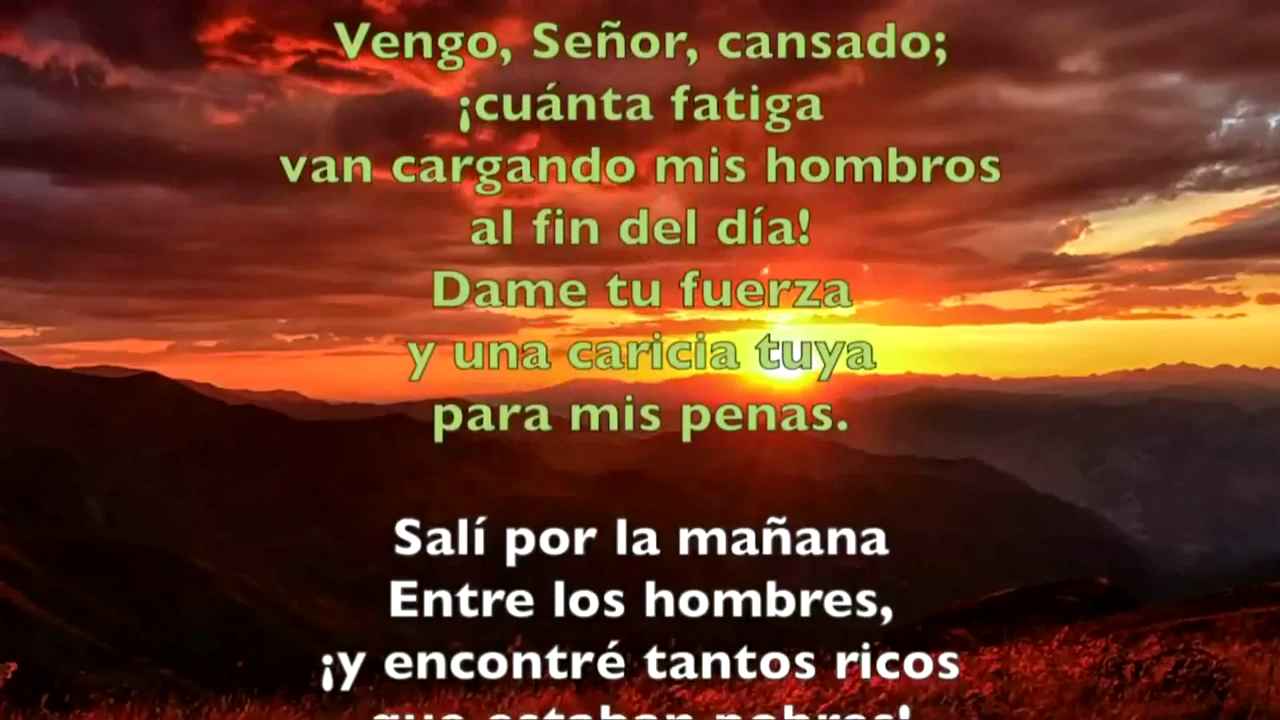 Vengo, Señor, cansado;
¡cuánta fatiga
van cargando mis hombros
al fin del día!
Dame tu fuerza
y una caricia tuya
para mis penas.
Salí por la mañana
Entre los hombres,
¡y encontré tantos ricos
que estaban pobres!